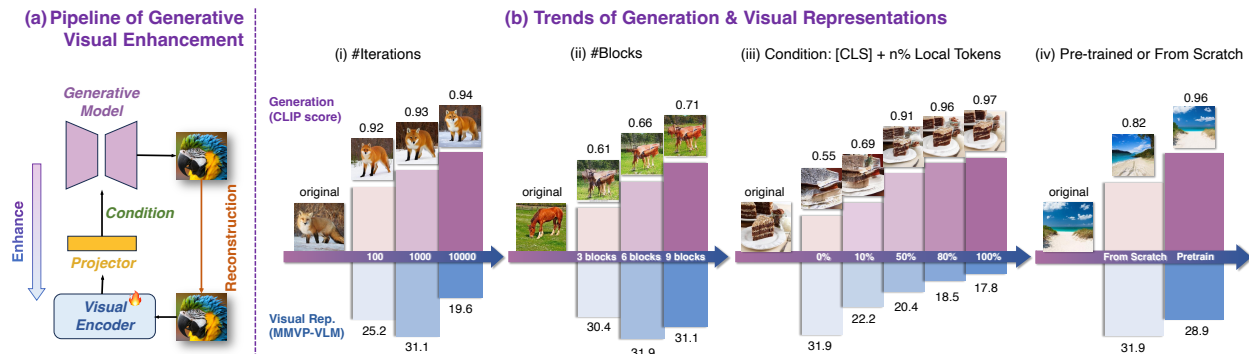 (a) Pipeline of Generative
Visual Enhancement
Generative
Model
Condition
Enhance
Projector
Reconstruction
Visual
Encoder
(b) Trends of Generation & Visual Representations
(i) #Iterations
Generation
(CLIP score)
original
0.92
0.93
0.94
100
1000
10000
Visual Rep.
(MMVP-VLM)
25.2
31.1
19.6
(ii) #Blocks
original
0.61
0.66
0.71
3 blocks
6 blocks
9 blocks
30.4
31.9
31.1
(iii) Condition: [CLS] + n% Local Tokens
original
0.55
0.69
0.91
0.96
0.97
0%
10%
50%
80%
100%
31.9
22.2
20.4
18.5
17.8
(iv) Pre-trained or From Scratch
original
0.82
0.96
From Scratch
Pretrain
31.9
28.9